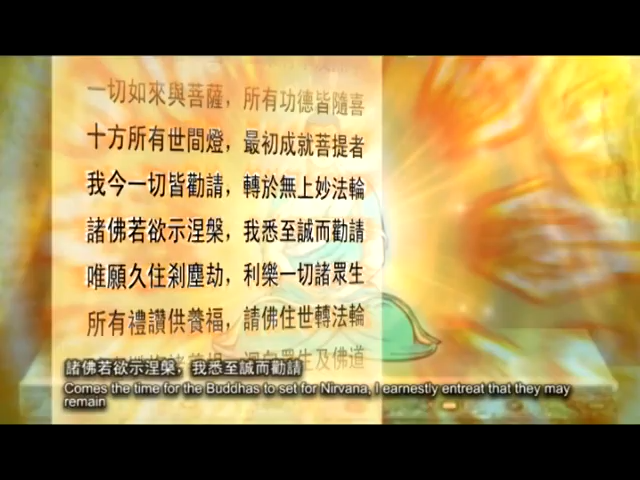 一切如來與菩薩，所有功德皆隨喜
十方所有世間燈，最初成就菩提者
我今一切皆勸請，轉於無上妙法輪
諸佛若欲示涅槃，我悉至誠而勸請
唯願久住剎塵劫，利樂一切諸眾生
所有禮讚供養福，請佛住世轉法輪
眾生及佛道
諸佛若欲示涅槃，我悉至誠而勸請
Comes the time for the Buddhas to set for Nirvana, I earnestly entreat that they may
remain